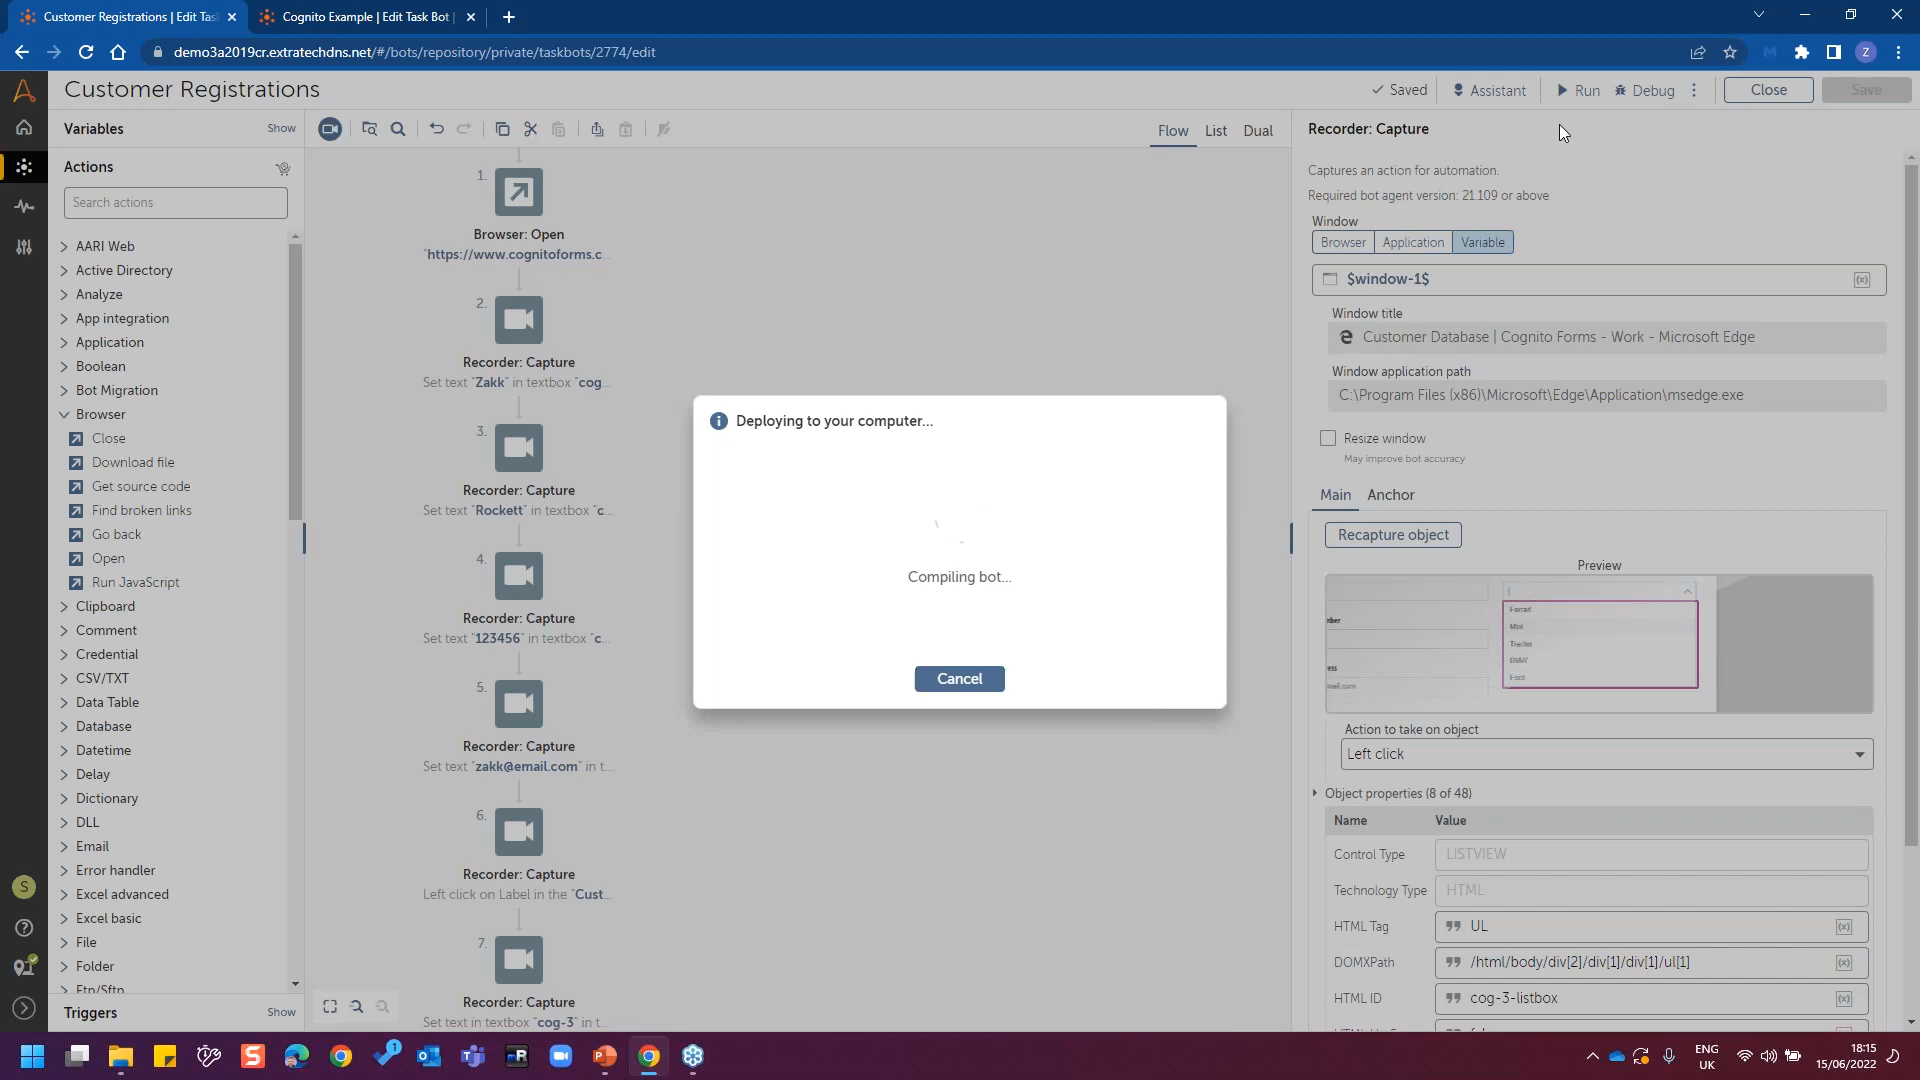 Customer Registrations | Edit Tas
Cognito Example | Edit Task Bot |
demo3a2019cr.extratechdns.net/#/bots/repository/private/taskbots/2774/edit
Z
Customer Registrations
Saved
Assistant
Run
Debug
Close
Save
Variables
Show
Flow
List
Dual
Recorder: Capture
Actions
Search actions
AARI Web
Active Directory
Analyze
App integration
Application
Boolean
Bot Migration
Browser
Close
Download file
Get source code
Find broken links
Go back
Open
Run JavaScript
Clipboard
Comment
Credential
CSV/TXT
Data Table
Database
Datetime
Delay
Dictionary
DLL
Email
Error handler
Excel advanced
Excel basic
File
Folder
Ftp/Sftp
Triggers
Show
S
1.
Browser: Open
"https://www.cognitoforms.c...
2.
Recorder: Capture
Set text "Zakk" in textbox "cog...
3.
Recorder: Capture
Set text "Rockett" in textbox "c...
4.
Recorder: Capture
Set text "123456" in textbox "c...
5.
Recorder: Capture
Set text "zakk@email.com" in t...
6.
Recorder: Capture
Left click on Label in the "Cust...
7.
Recorder: Capture
Set text in textbox "cog-3" in t...
Deploying to your computer...
Compiling bot...
Cancel
Captures an action for automation.
Required bot agent version: 21.109 or above
Window
Browser
Application
Variable
$window-1$
(x)
Window title
Customer Database | Cognito Forms - Work - Microsoft Edge
Window application path
C:\Program Files (x86)\Microsoft\Edge\Application\msedge.exe
Resize window
May improve bot accuracy
Main
Anchor
Recapture object
Preview
Ferrari
Mini
Tractor
BMW
Ford
mber
ess
mail.com
Action to take on object
Left click
Object properties (8 of 48)
Name
Value
Control Type
LISTVIEW
Technology Type
HTML
HTML Tag
UL
(x)
DOMXPath
/html/body/div[2]/div[1]/div[1]/ul[1]
(x)
HTML ID
cog-3-listbox
(x)
1
ENG
UK
18:15
15/06/2022